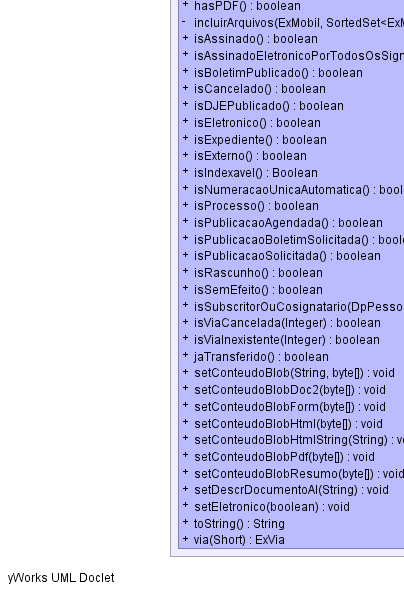 + hasPDF() : boolean
- incluirArquivos(ExMobil, SortedSet<ExM
+ isAssinado() : boolean
+ isAssinadoEletronicoPorTodosOsSign
+ isBoletimPublicado() : boolean
+ isCancelado() : boolean
+ isDJEPublicado() : boolean
+ isEletronico() : boolean
+ isExpediente() : boolean
+ isExterno() : boolean
+ isIndexavel() : Boolean
+ isNumeracaoUnicaAutomatica() : bool
+ isProcesso() : boolean
+ isPublicacaoAgendada() : boolean
+ isPublicacaoBoletimSolicitada() : boole
+ isPublicacaoSolicitada() : boolean
+ isRascunho() : boolean
+ isSemEfeito() : boolean
+ isSubscritorOuCosignatario(DpPesso
+ isViaCancelada(Integer) : boolean
+ isViaInexistente(Integer) : boolean
+ jaTransferido() : boolean
+ setConteudoBlob(String, byte[]) : void
+ setConteudoBlobDoc2(byte[]) : void
+ setConteudoBlobForm(byte[]) : void
+ setConteudoBlobHtml(byte[]) : void
+ setConteudoBlobHtmlString(String) : vo
+ setConteudoBlobPdf(byte[]) : void
+ setConteudoBlobResumo(byte[]) : void
+ setDescrDocumentoAI(String) : void
+ setEletronico(boolean) : void
+ toString() : String
+ via(Short) : ExVia
yWorks UML Doclet